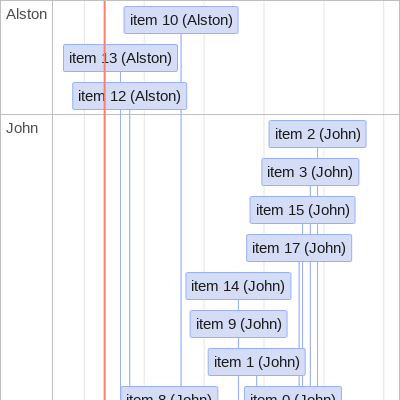 Alston
item 10 (Alston)
item 13 (Alston)
item 12 (Alston)
John
item 2 (John)
item 3 (John)
item 15 (John)
item 17 (John)
item 14 (John)
item 9 (John)
item 1 (John)
item 8 (John)
item 0 (John)